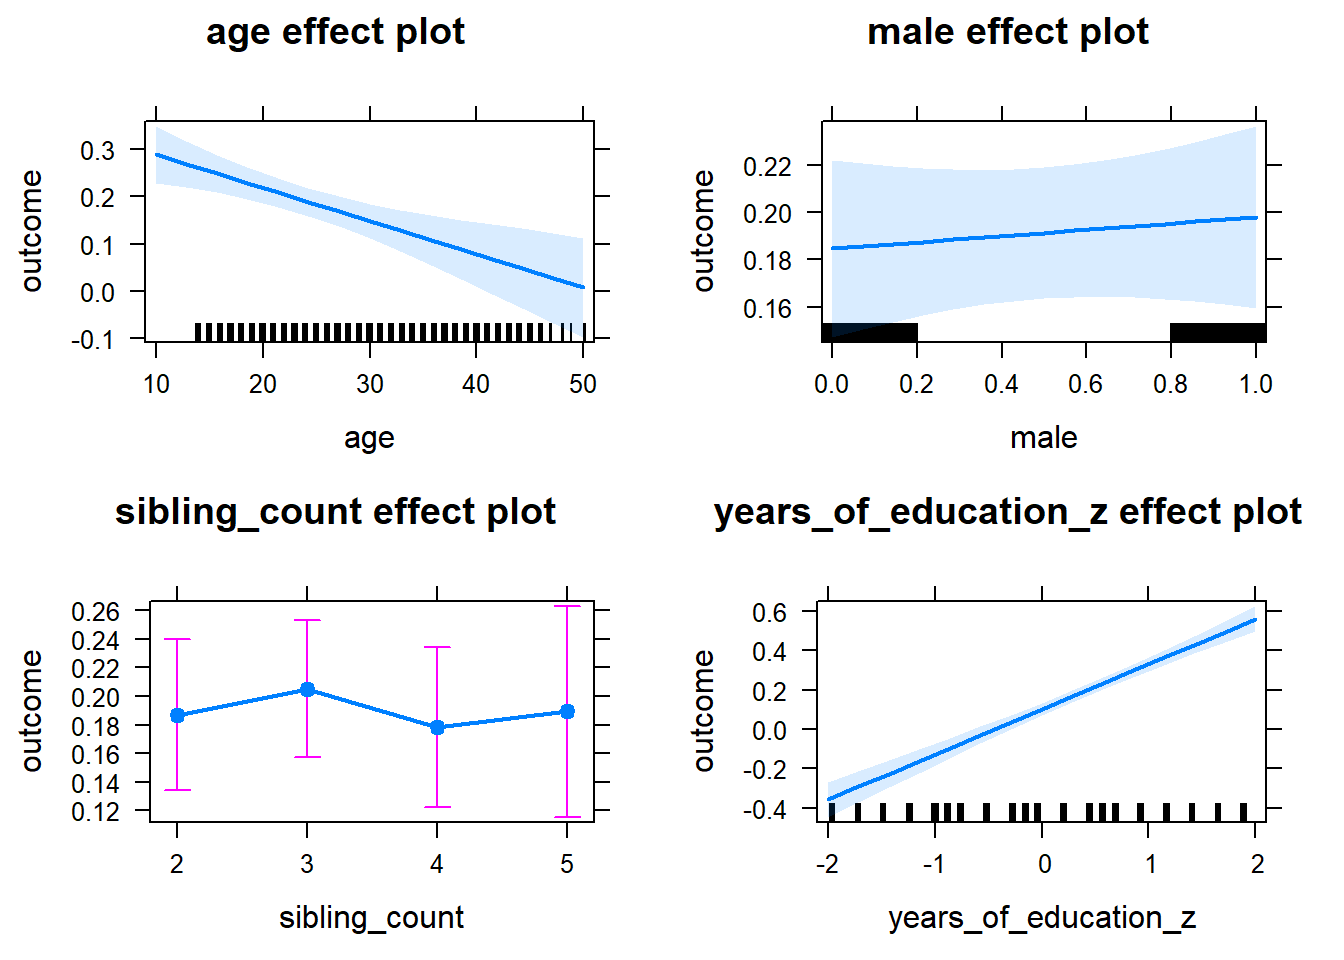 age effect plot
outcome
0.3
0.2
0.1
0.0
-0.1
10 20 30 40 50
age
male effect plot
outcome
0.22
0.20
0.18
0.16
0.0 0.2 0.4 0.6 0.8 1.0
male
sibling_count effect plot
outcome
0.26
0.24
0.22
0.20
0.18
0.16
0.14
0.12
2 3 4 5
sibling_count
years_of_education_z effect plot
outcome
0.6
0.4
0.2
0.0
-0.2
-0.4
-2 -1 0 1 2
years_of_education_z